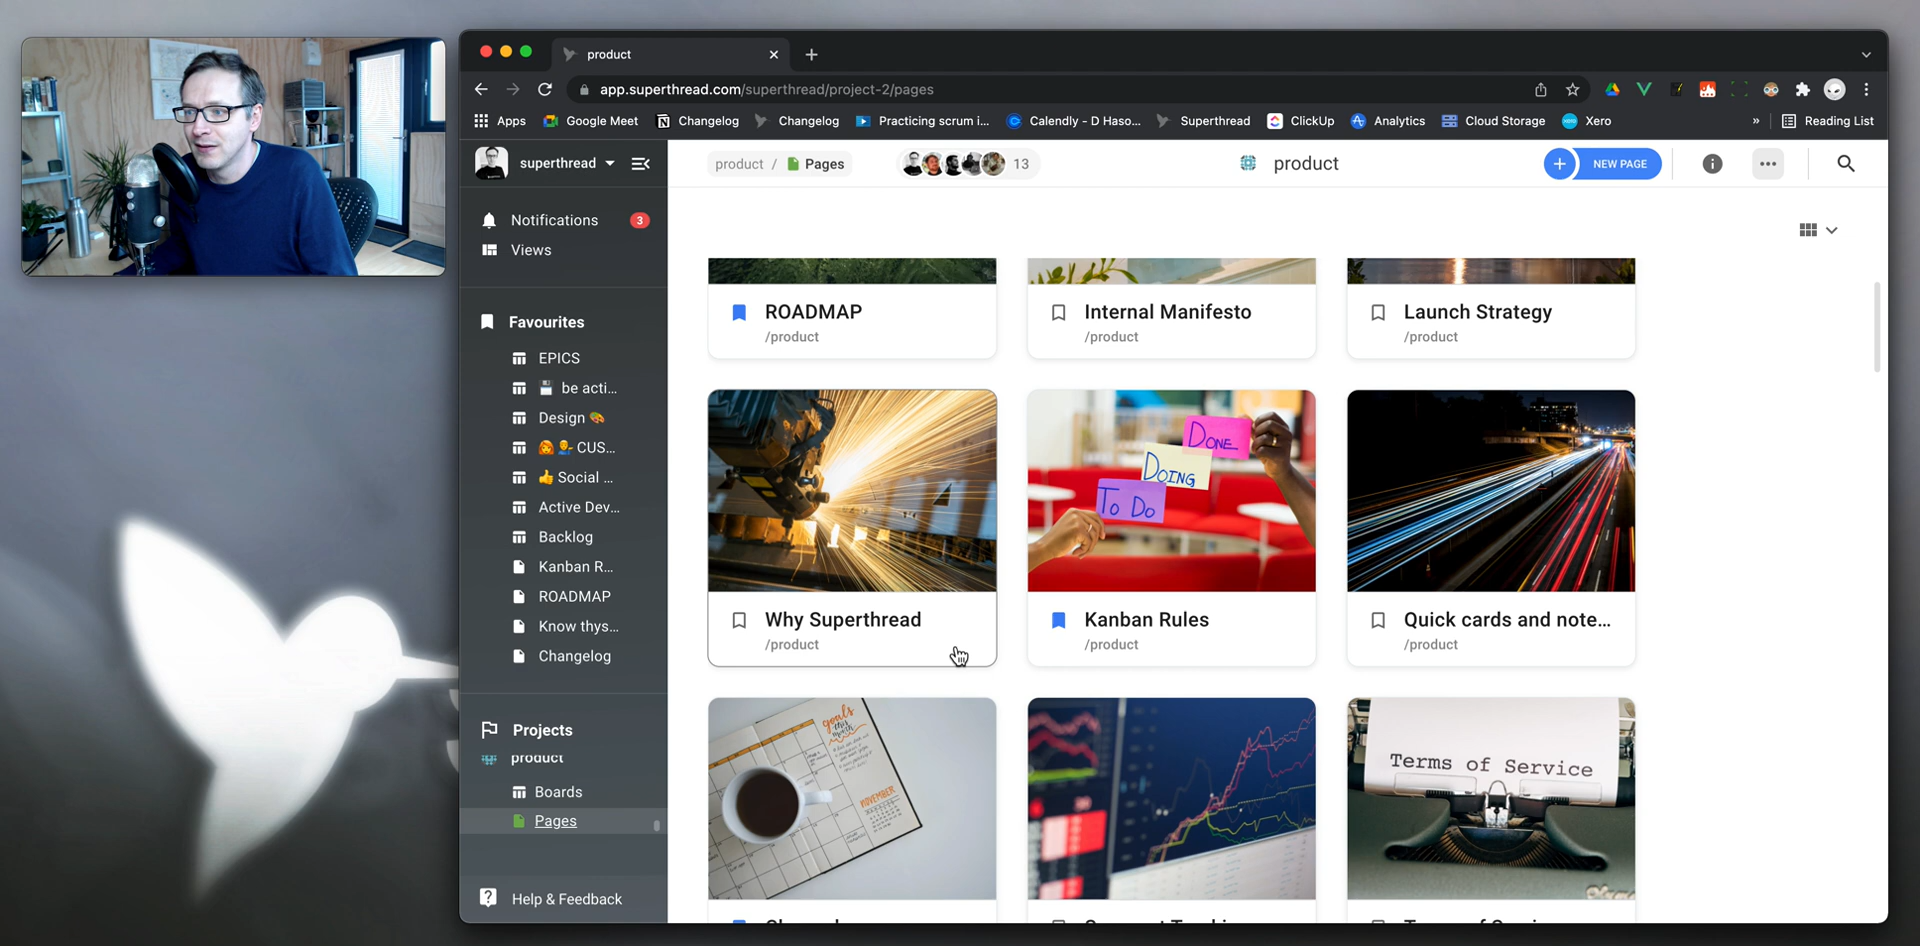 product
app.superthread.com/superthread/project-2/pages
Apps
Google Meet
Changelog
Changelog
Practicing scrum i...
Calendly - D Haso...
Superthread
ClickUp
Analytics
Cloud Storage
Xero
»
Reading List
superthread
product / Pages
13
product
+ NEW PAGE
Notifications
3
Views
Favourites
EPICS
be acti...
Design
CUS...
Social ...
Active Dev...
Backlog
Kanban R...
ROADMAP
Know thys...
Changelog
Projects
product
Boards
Pages
Help & Feedback
ROADMAP
/product
Internal Manifesto
/product
Launch Strategy
/product
DONE
DOING
To Do
Why Superthread
/product
Kanban Rules
/product
Quick cards and note...
/product
goals
this
month
NOVEMBER
Terms of Service